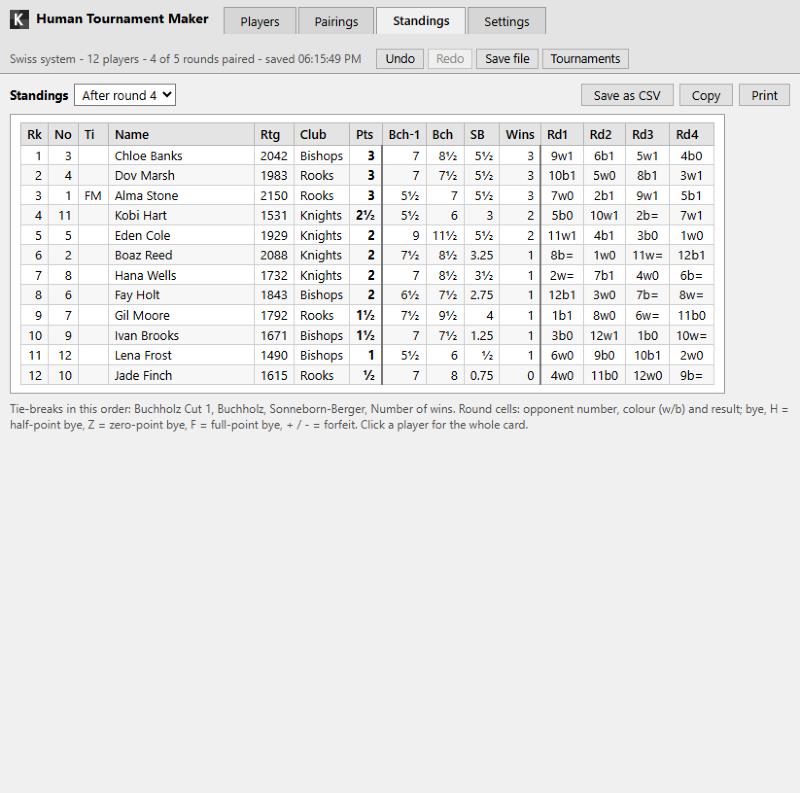 K Human Tournament Maker Players Pairings Standings Settings
Swiss system - 12 players - 4 of 5 rounds paired - saved 06:15:49 PM Undo Redo Save file Tournaments
Standings After round 4 Save as CSV Copy Print
Rk No Ti Name Rtg Club Pts Bch-1 Bch SB Wins Rd1 Rd2 Rd3 Rd4
1 3 Chloe Banks 2042 Bishops 3 7 8½ 5½ 3 9w1 6b1 5w1 4b0
2 4 Dov Marsh 1983 Rooks 3 7 7½ 5½ 3 10b1 5w0 8b1 3w1
3 1 FM Alma Stone 2150 Rooks 3 5½ 7 5½ 3 7w0 2b1 9w1 5b1
4 11 Kobi Hart 1531 Knights 2½ 5½ 6 3 2 5b0 10w1 2b= 7w1
5 5 Eden Cole 1929 Knights 2 9 11½ 5½ 2 11w1 4b1 3b0 1w0
6 2 Boaz Reed 2088 Knights 2 7½ 8½ 3.25 1 8b= 1w0 11w= 12b1
7 8 Hana Wells 1732 Knights 2 7 8½ 3½ 1 2w= 7b1 4w0 6b=
8 6 Fay Holt 1843 Bishops 2 6½ 7½ 2.75 1 12b1 3w0 7b= 8w=
9 7 Gil Moore 1792 Rooks 1½ 7½ 9½ 4 1 1b1 8w0 6w= 11b0
10 9 Ivan Brooks 1671 Bishops 1½ 7 7½ 1.25 1 3b0 12w1 1b0 10w=
11 12 Lena Frost 1490 Bishops 1 5½ 6 ½ 1 6w0 9b0 10b1 2w0
12 10 Jade Finch 1615 Rooks ½ 7 8 0.75 0 4w0 11b0 12w0 9b=
Tie-breaks in this order: Buchholz Cut 1, Buchholz, Sonneborn-Berger, Number of wins. Round cells: opponent number, colour (w/b) and result; bye, H =
half-point bye, Z = zero-point bye, F = full-point bye, + / - = forfeit. Click a player for the whole card.